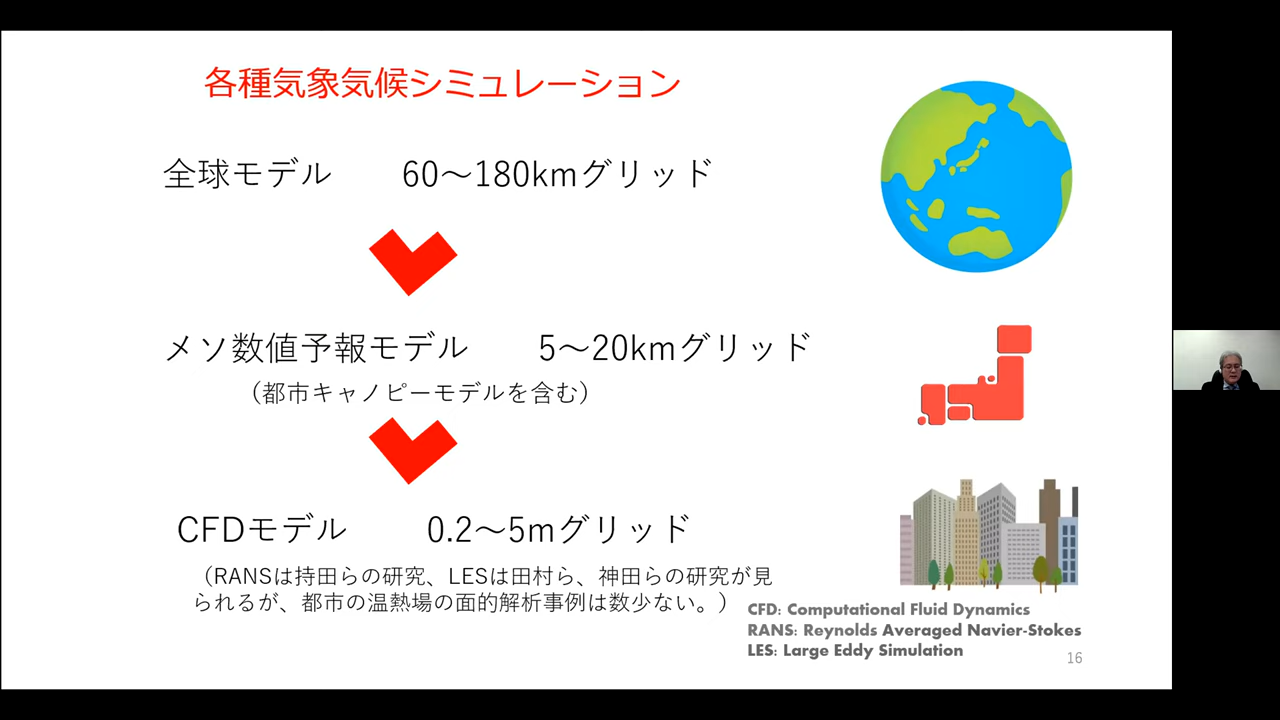 各種気象気候シミュレーション
全球モデル 60～180kmグリッド
メソ数値予報モデル 5～20kmグリッド
（都市キャノピーモデルを含む）
CFDモデル 0.2～5mグリッド
（RANSは持田らの研究、LESは田村ら、神田らの研究が見
られるが、都市の温熱場の面的解析事例は数少ない。）
CFD: Computational Fluid Dynamics
RANS: Reynolds Averaged Navier-Stokes
LES: Large Eddy Simulation
16